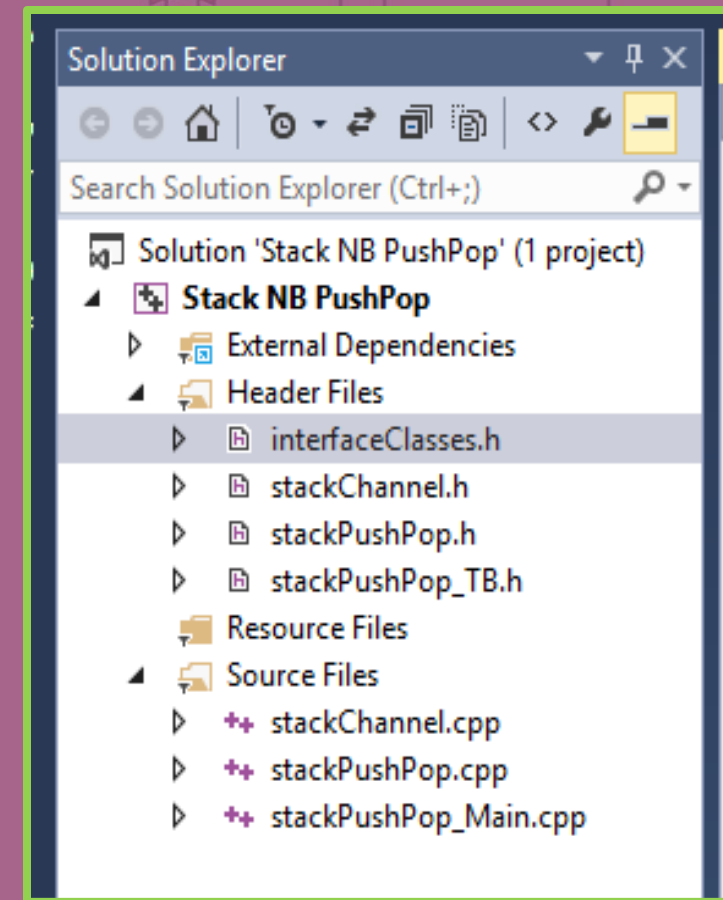 Solution Explorer
Search Solution Explorer (Ctrl+;)
Solution 'Stack NB PushPop' (1 project)
Stack NB PushPop
External Dependencies
Header Files
interfaceClasses.h
stackChannel.h
stackPushPop.h
stackPushPop_TB.h
Resource Files
Source Files
stackChannel.cpp
stackPushPop.cpp
stackPushPop_Main.cpp